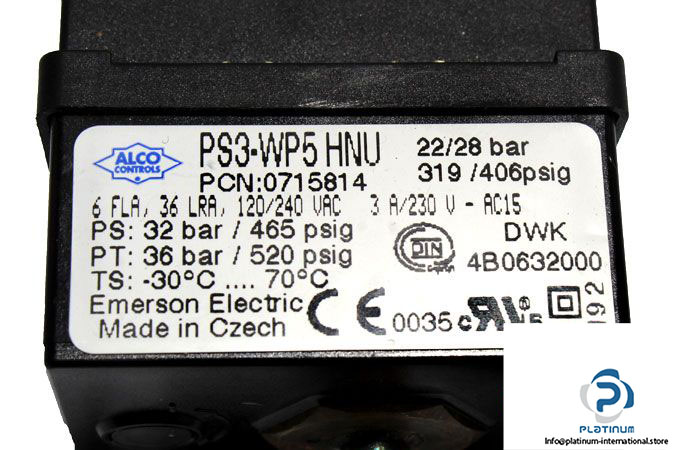 ALCO
CONTROLS
PS3-WP5 HNU
22/28 bar
PCN:0715814
319 /406psig
6 FLA, 36 LRA, 120/240 VAC 3 A/230 V - AC15
PS: 32 bar / 465 psig
DIN
DWK
PT: 36 bar / 520 psig
4B0632000
TS: -30°C .... 70°C
Emerson Electric
Made in Czech
CE 0035
PLATINUM
Info@platinum-international.store